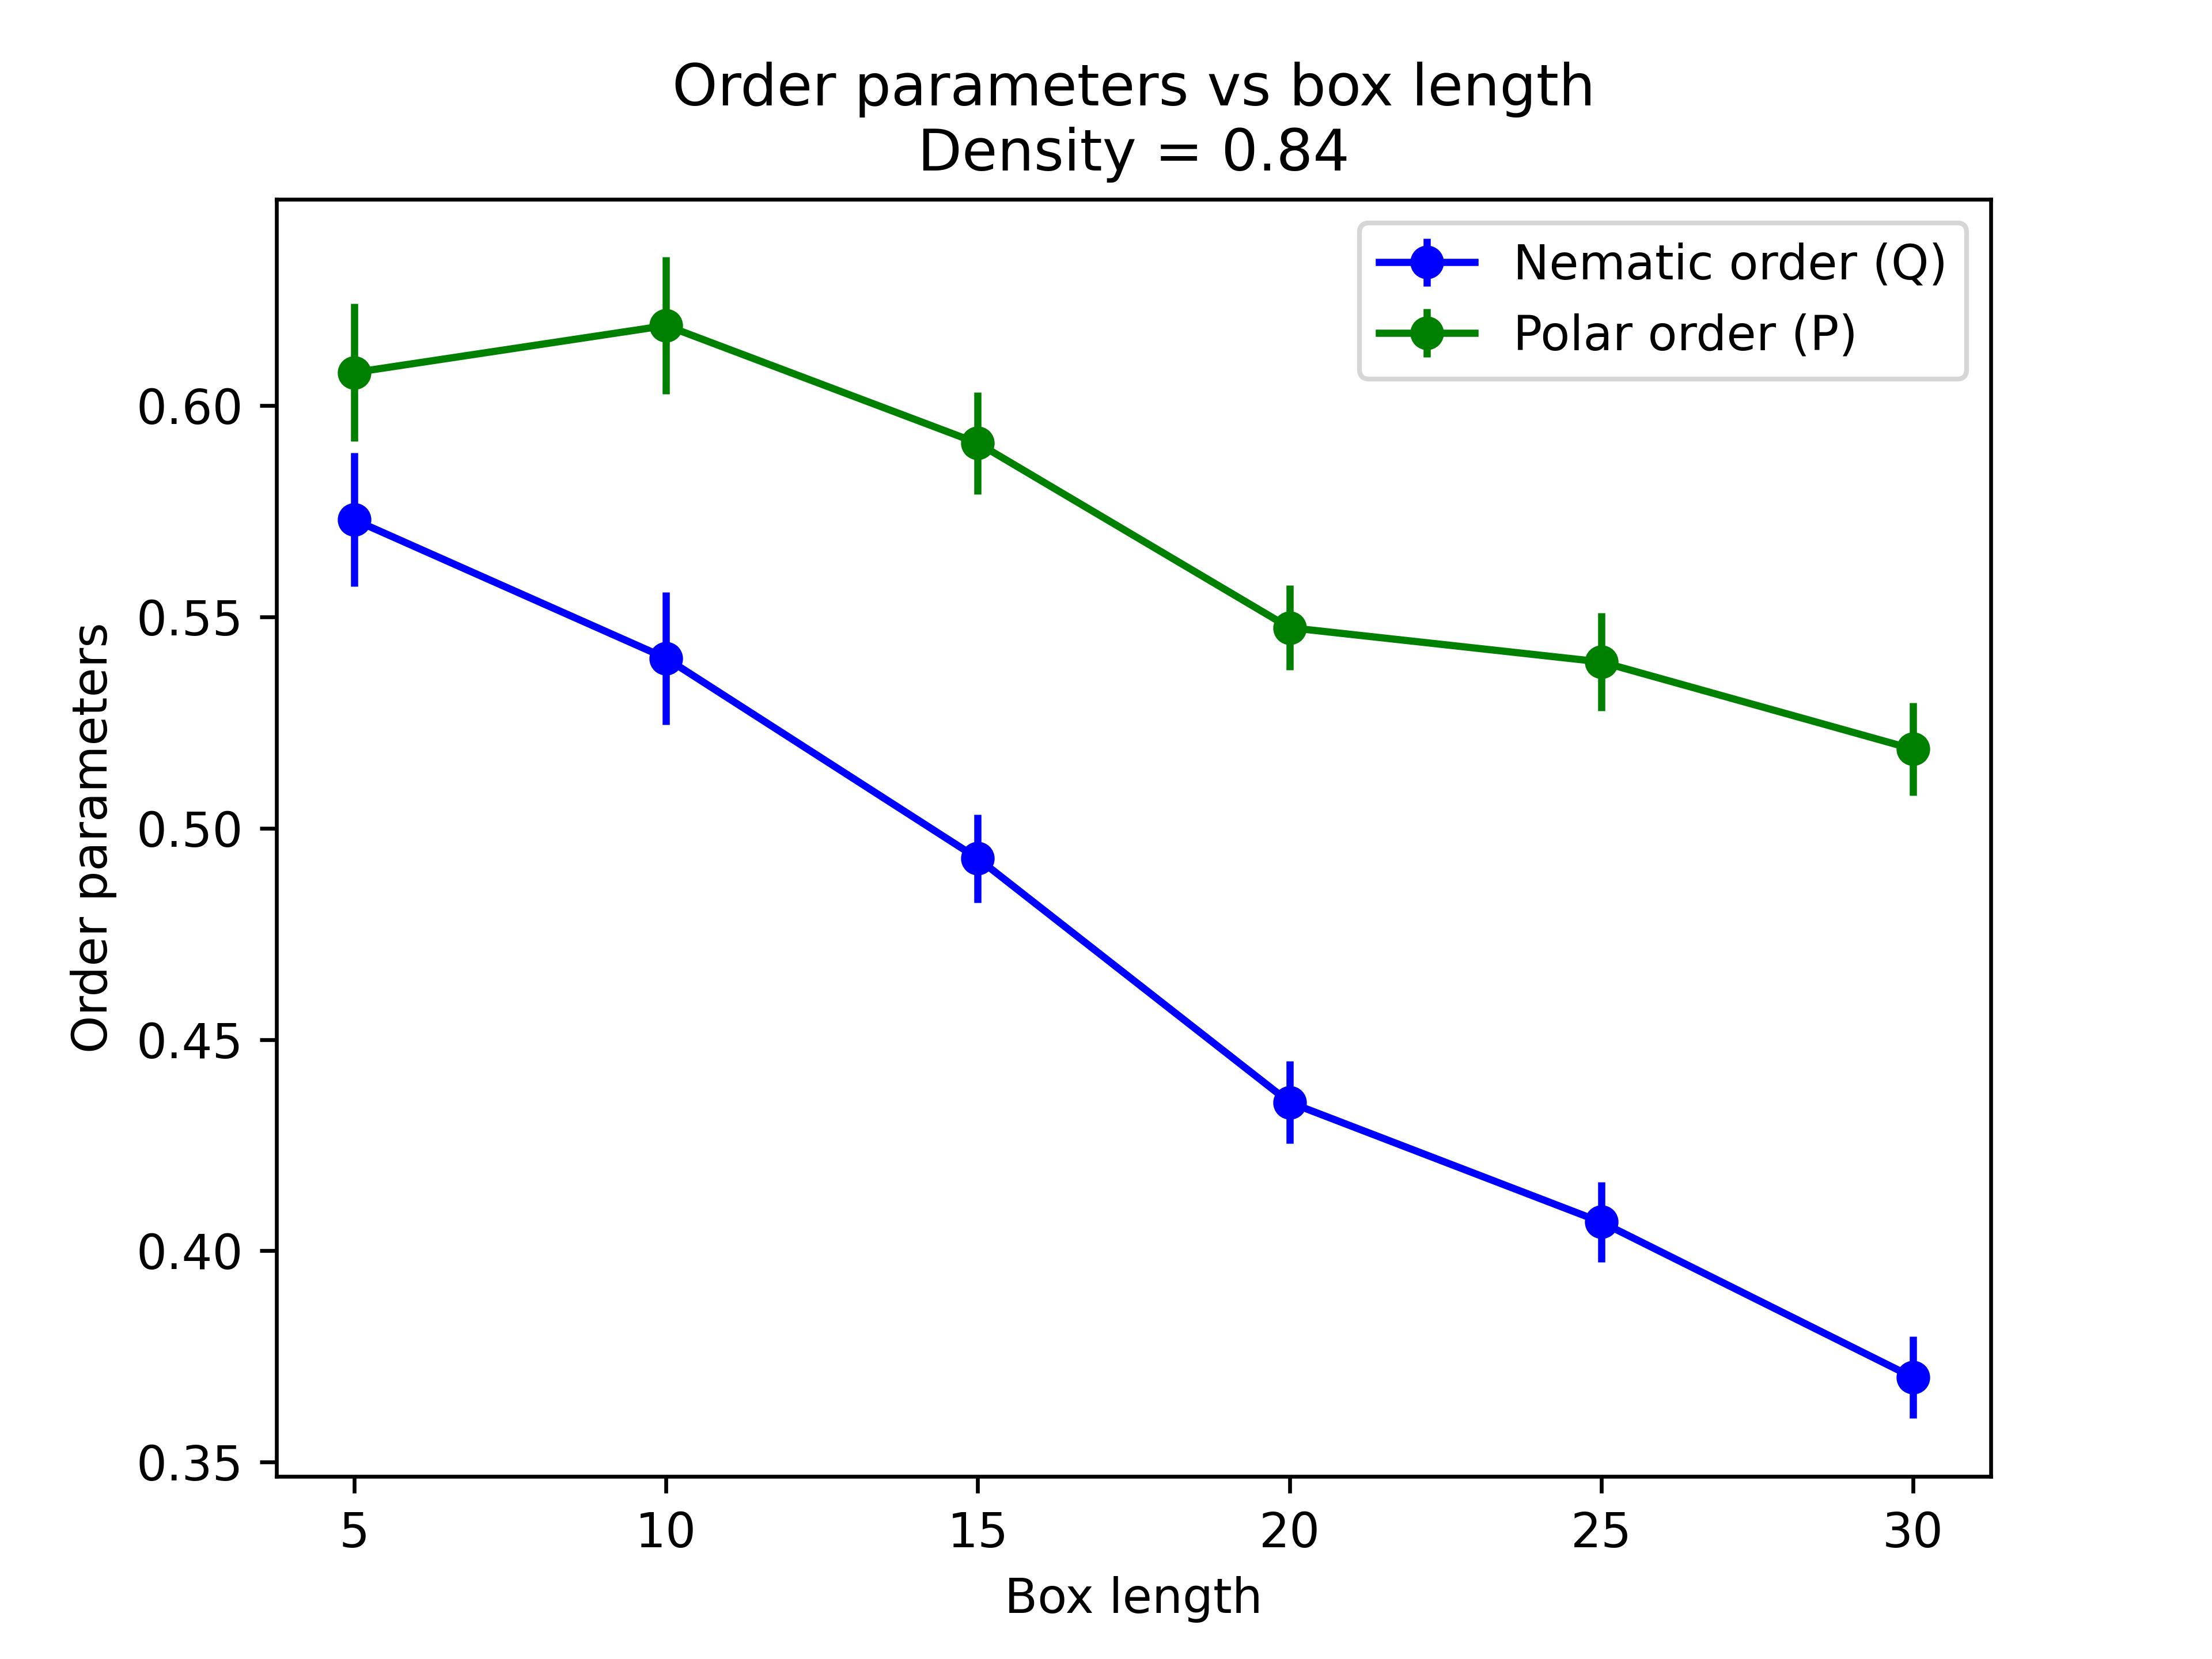 Order parameters vs box length
Density = 0.84
Nematic order (Q)
Polar order (P)
Order parameters
0.60
0.55
0.50
0.45
0.40
0.35
5 10 15 20 25 30
Box length